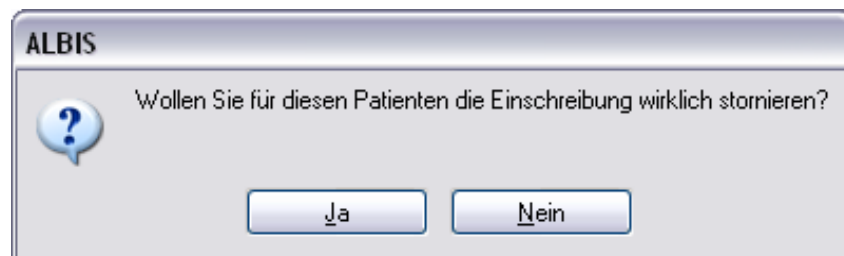 ALBIS
Wollen Sie für diesen Patienten die Einschreibung wirklich stornieren?
Ja
Nein